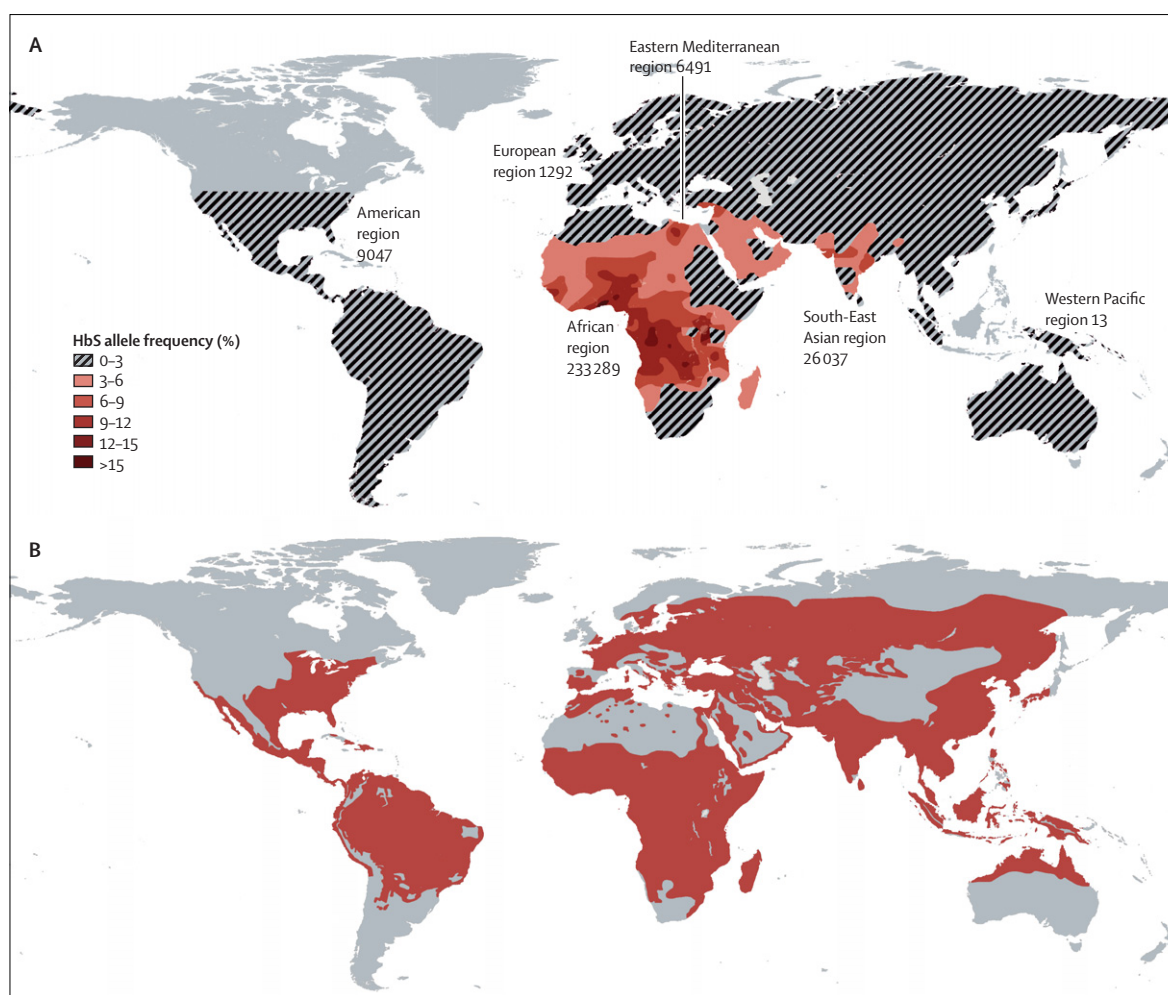 A
Eastern Mediterranean
region 6491
European
region 1292
American
region
9047
African
region
233 289
South-East
Asian region
26 037
Western Pacific
region 13
HbS allele frequency (%)
0–3
3–6
6–9
9–12
12–15
>15
B